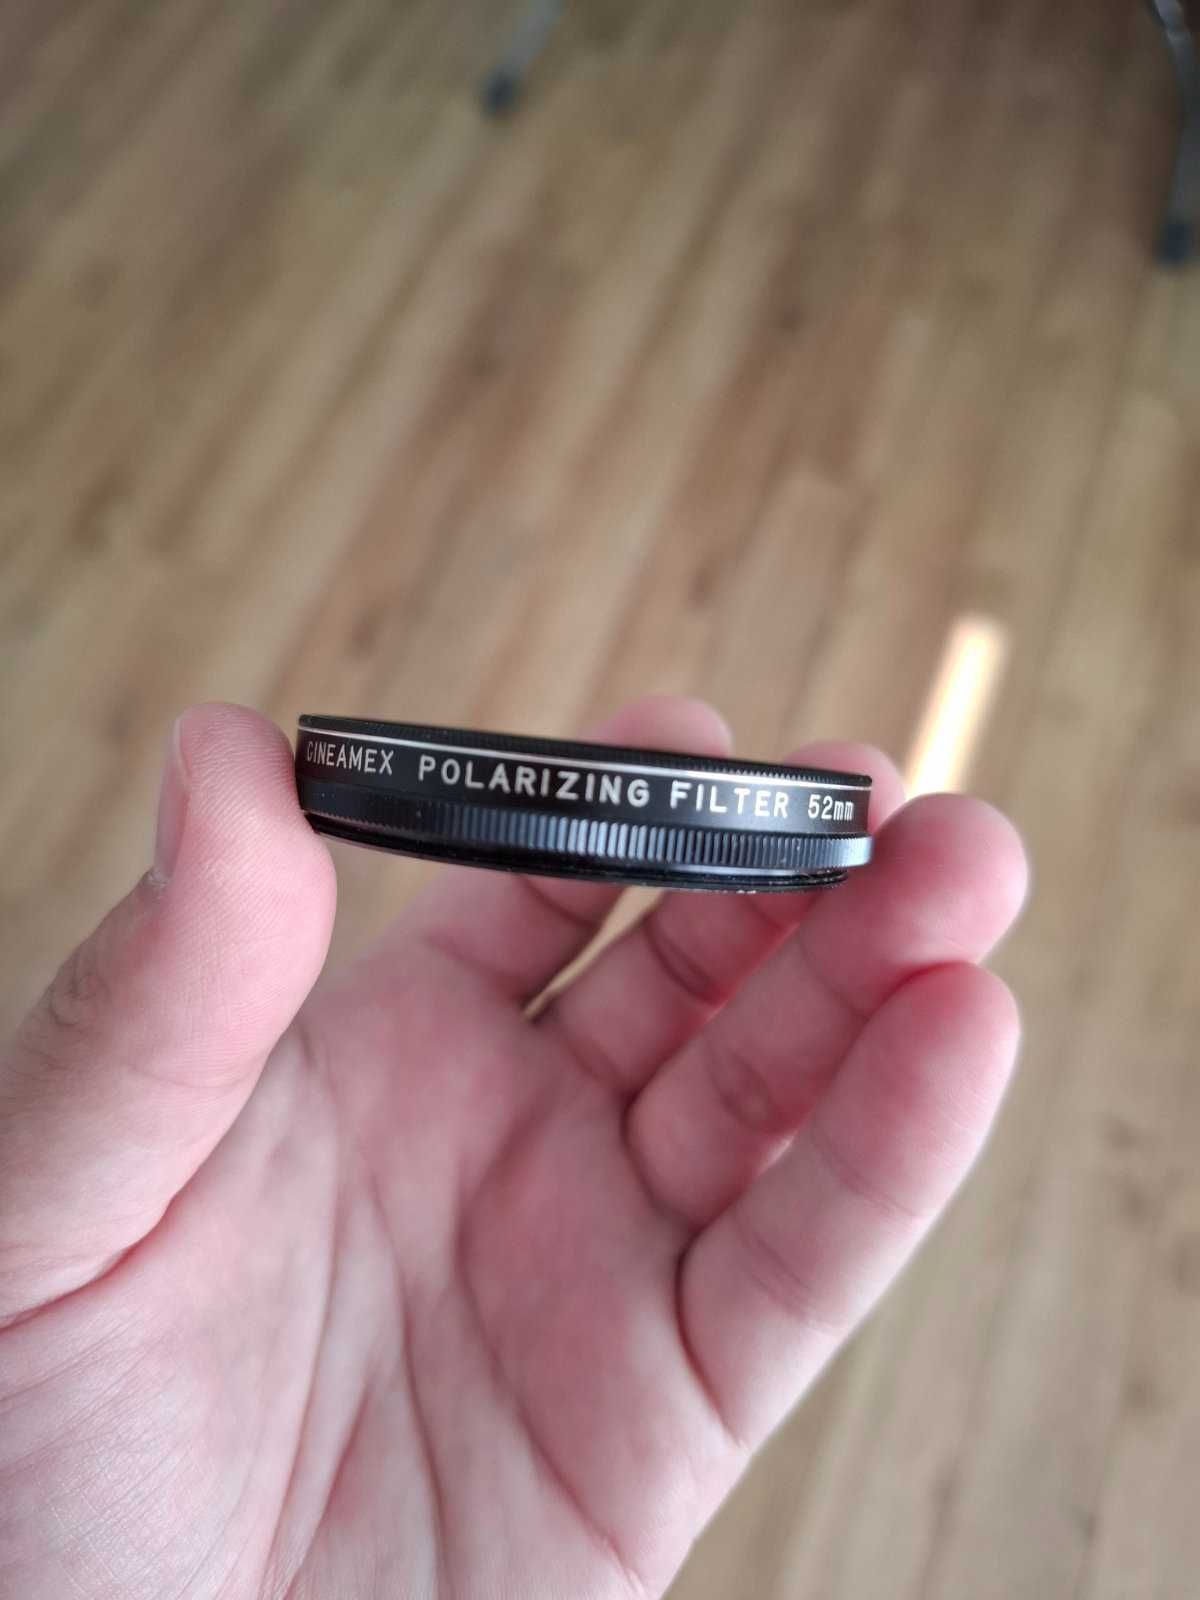 CINEAMEX POLARIZING FILTER 52mm